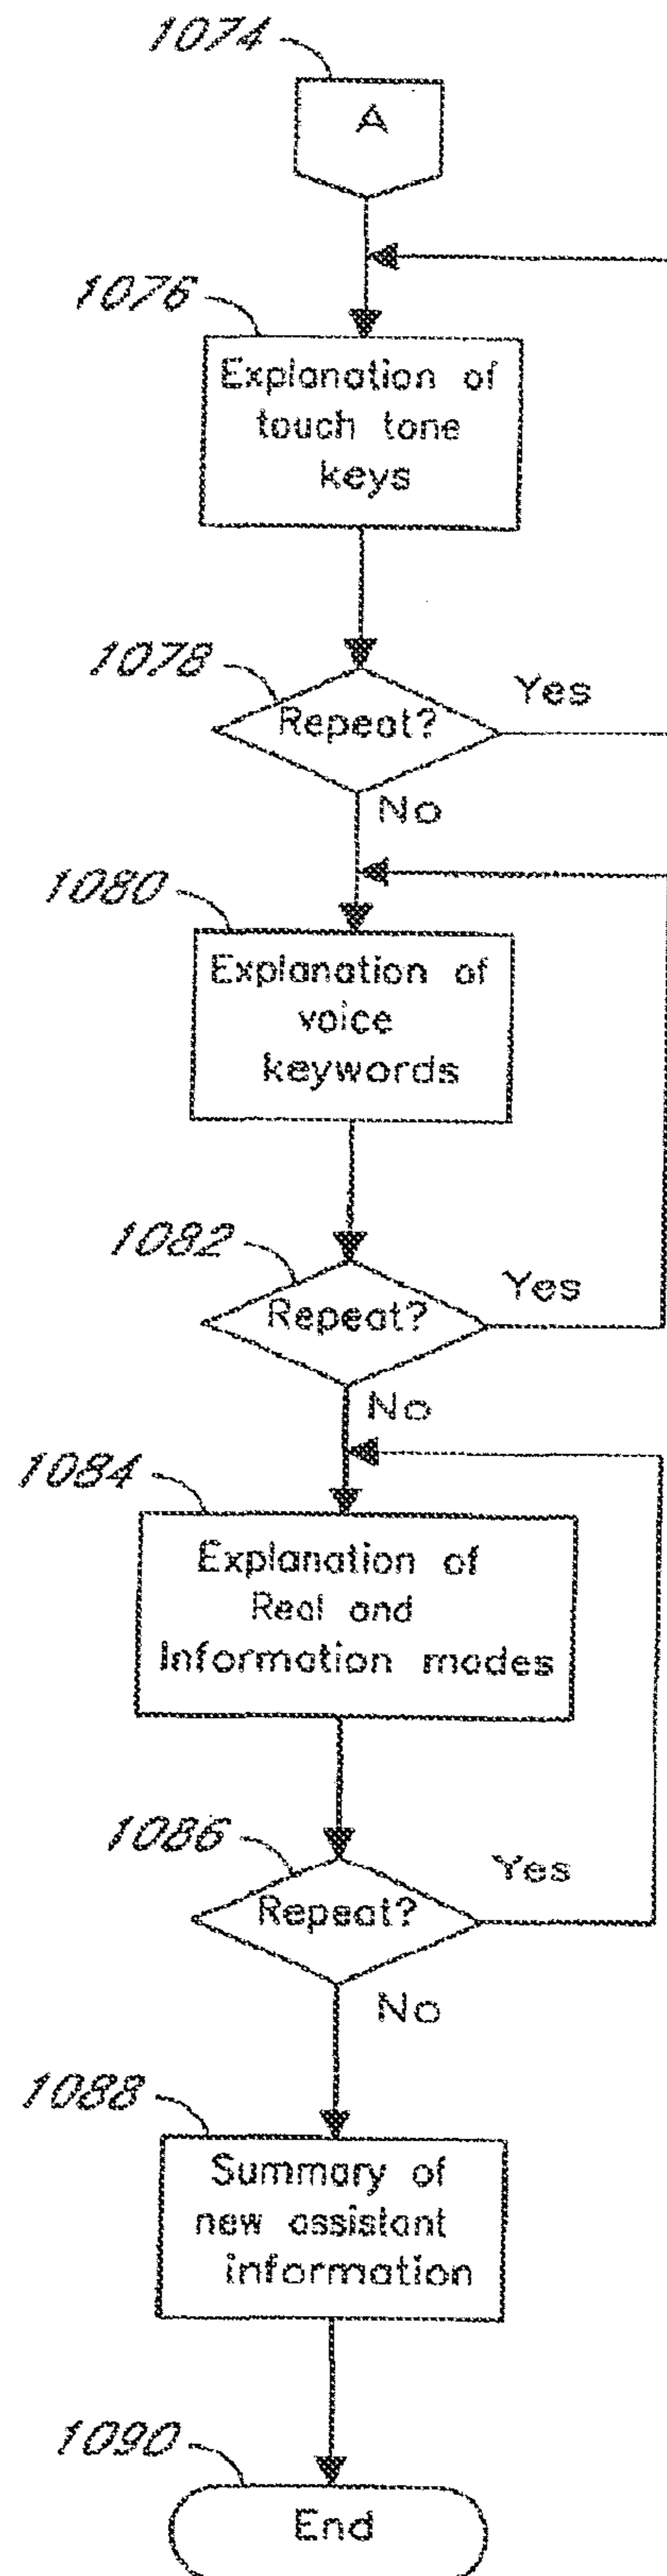 1074
A
1076
Explanation of
touch tone
keys
1078
Repeat?
Yes
No
1080
Explanation of
voice
keywords
1082
Repeat?
Yes
No
1084
Explanation of
Real and
Information modes
1086
Repeat?
Yes
No
1088
Summary of
new assistant
information
1090
End